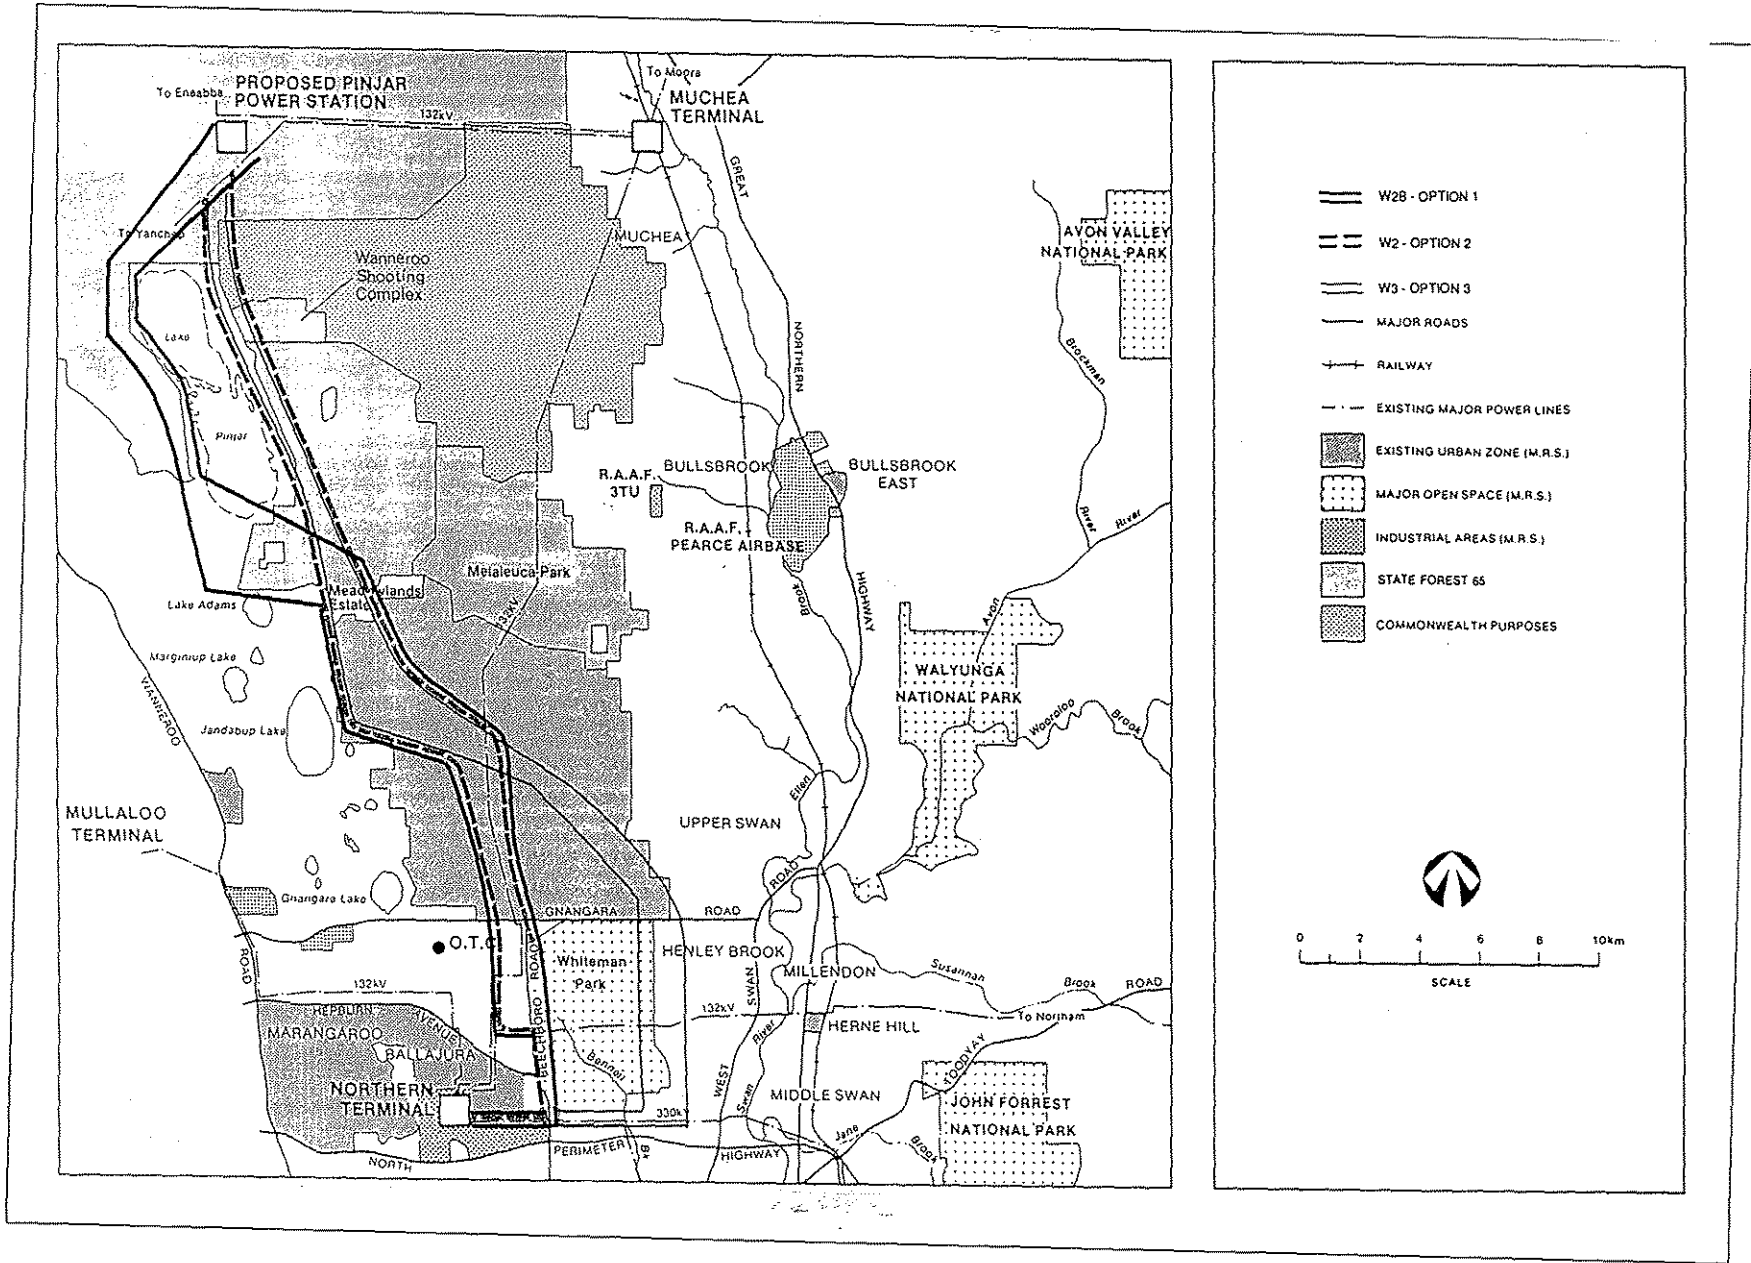 To Eneabba
PROPOSED PINJAR
POWER STATION
132kV
To Moora
MUCHEA
TERMINAL
GREAT
To Yanchep
MUCHEA
Wanneroo
Shooting
Complex
AVON VALLEY
NATIONAL PARK
Lake
NORTHERN
Brockman
Pinjar
BULLSBROOK
BULLSBROOK
EAST
R.A.A.F.
3TU
R.A.A.F.
PEARCE AIRBASE
River
River
Melaleuca Park
Meadowlands
Estate
HIGHWAY
Lake Adams
Brook
Avon
Marginiup Lake
WALYUNGA
NATIONAL PARK
WANNEROO
Jandabup Lake
Wooroloo
Brook
Ellen
MULLALOO
TERMINAL
UPPER SWAN
ROAD
Gnangara Lake
GNANGARA
ROAD
O.T.C.
ROAD
ROAD
HENLEY BROOK
Whiteman
Park
MILLENDON
Susannah
Brook
ROAD
SWAN
132kV
132kV
To Northam
HEPBURN
AVENUE
MARANGAROO
River
HERNE HILL
BALLAJURA
BEECHBORO
Bennett
TOODYAY
NORTHERN
TERMINAL
WEST
Swan
MIDDLE SWAN
JOHN FORREST
NATIONAL PARK
Jane
Brook
NORTH
PERIMETER
Bk
HIGHWAY
W2B - OPTION 1
W2 - OPTION 2
W3 - OPTION 3
MAJOR ROADS
RAILWAY
EXISTING MAJOR POWER LINES
EXISTING URBAN ZONE (M.R.S.)
MAJOR OPEN SPACE (M.R.S.)
INDUSTRIAL AREAS (M.R.S.)
STATE FOREST 65
COMMONWEALTH PURPOSES
0 2 4 6 8 10km
SCALE